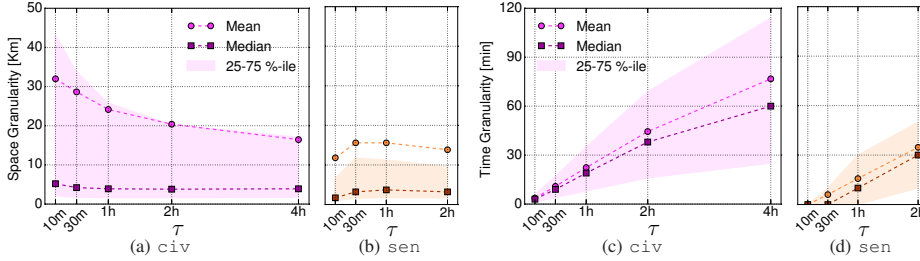 50
40
30
20
10
0
Space Granularity [Km]
Mean
Median
25-75 %-ile
10m
30m
1h
2h
4h
τ
(a) civ
10m
30m
1h
2h
τ
(b) sen
120
90
60
30
0
Time Granularity [min]
Mean
Median
25-75 %-ile
10m
30m
1h
2h
4h
τ
(c) civ
10m
30m
1h
2h
τ
(d) sen